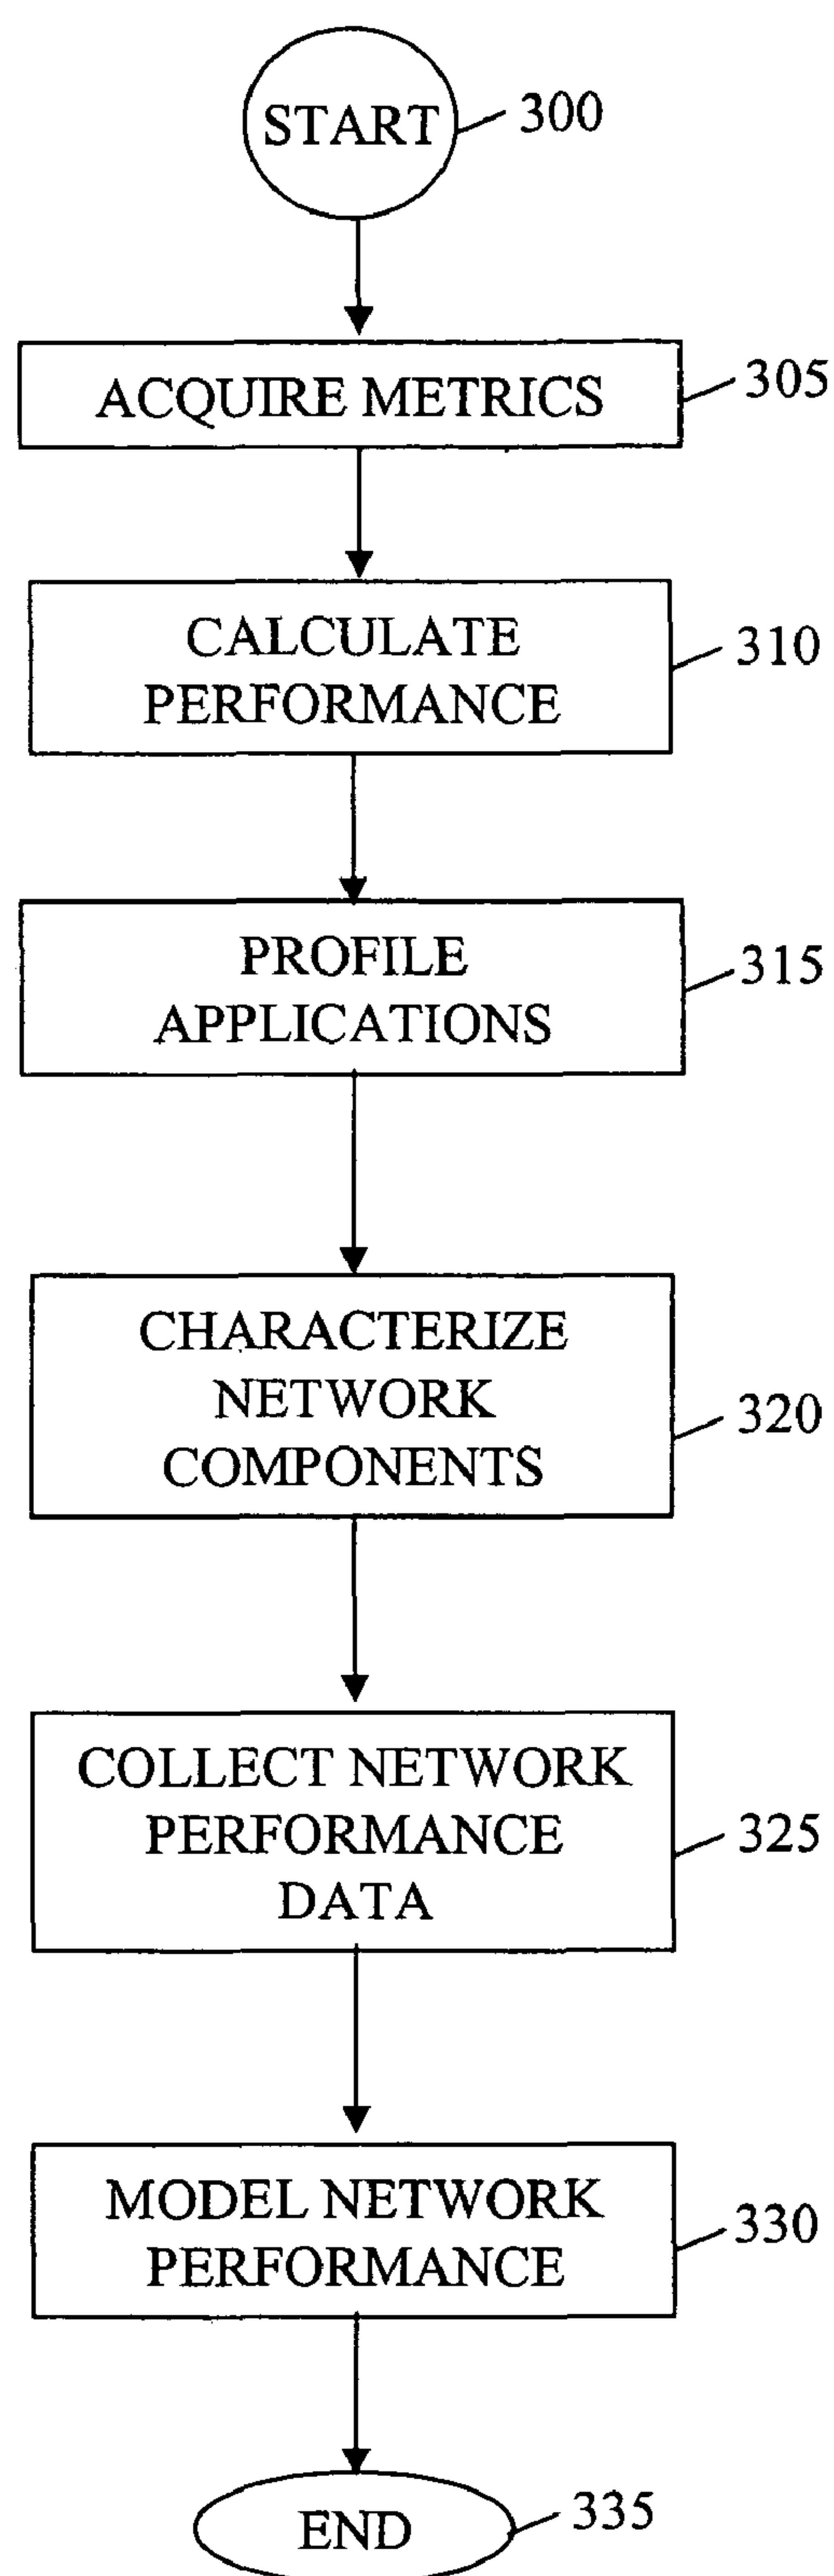 START
300
ACQUIRE METRICS
305
CALCULATE
PERFORMANCE
310
PROFILE
APPLICATIONS
315
CHARACTERIZE
NETWORK
COMPONENTS
320
COLLECT NETWORK
PERFORMANCE
DATA
325
MODEL NETWORK
PERFORMANCE
330
END
335